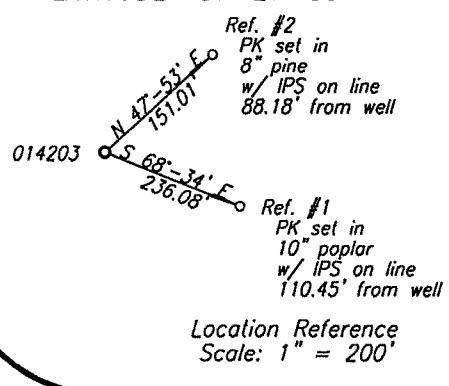 Ref. #2
PK set in
8" pine
w/ IPS on line
88.18' from well
N 47°-53' E
151.01'
014203
S 68°-34' E
236.08'
Ref. #1
PK set in
10" poplar
w/ IPS on line
110.45' from well
Location Reference
Scale: 1" = 200'